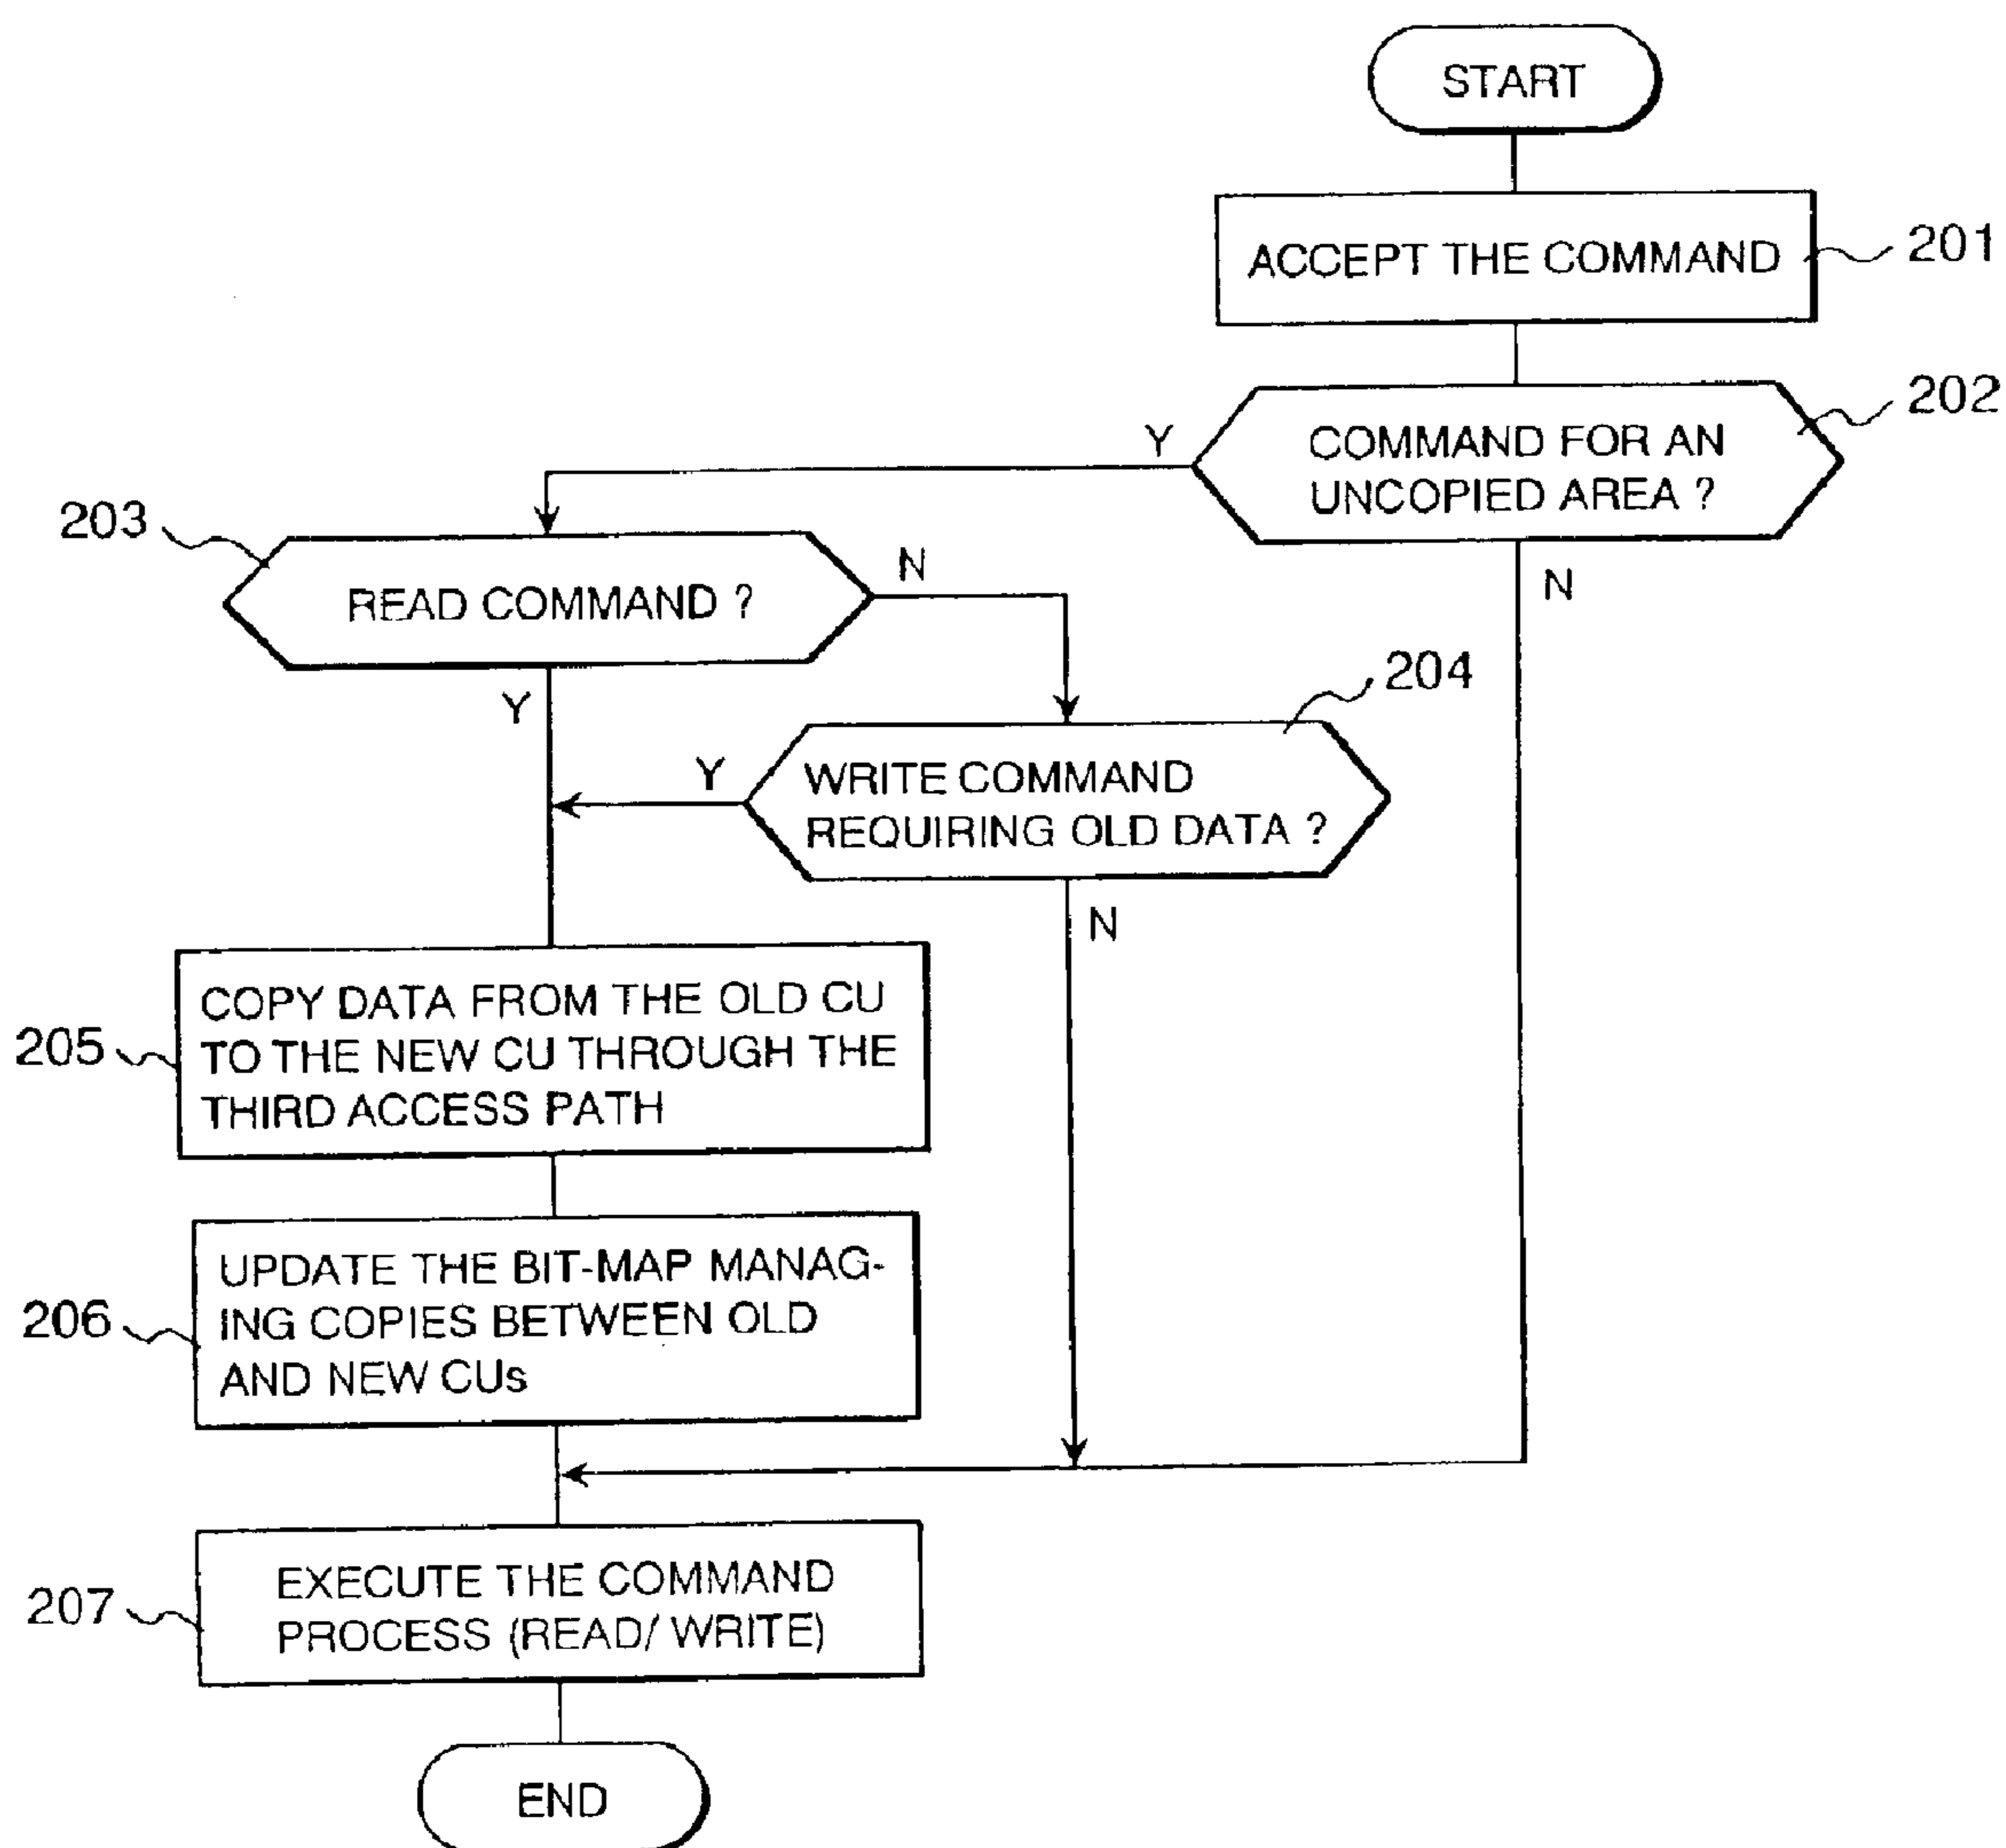 START
ACCEPT THE COMMAND
201
COMMAND FOR AN
UNCOPIED AREA ?
202
Y
N
203
READ COMMAND ?
N
Y
204
WRITE COMMAND
REQUIRING OLD DATA ?
Y
N
205
COPY DATA FROM THE OLD CU
TO THE NEW CU THROUGH THE
THIRD ACCESS PATH
206
UPDATE THE BIT-MAP MANAG-
ING COPIES BETWEEN OLD
AND NEW CUs
207
EXECUTE THE COMMAND
PROCESS (READ/ WRITE)
END